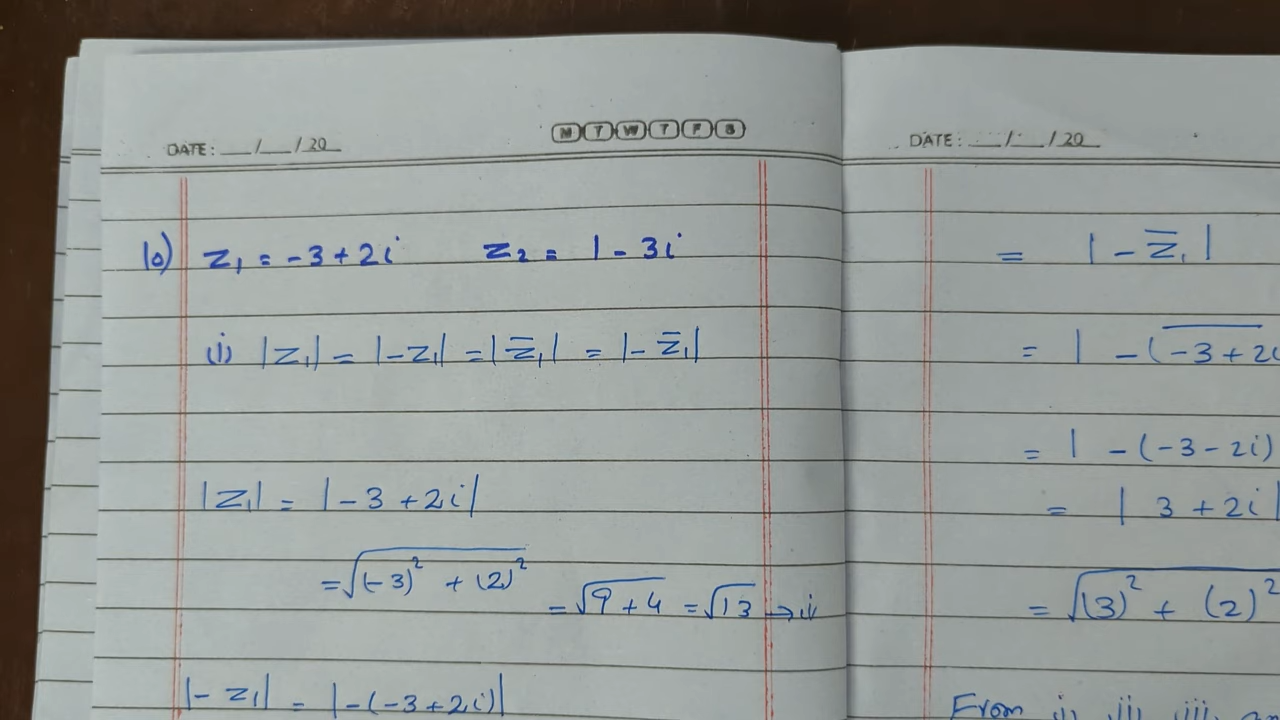 DATE: __/__/20__
M T W T F S
10) z₁ = -3+2i z₂ = 1-3i
(i) |z₁| = |-z₁| = |z̅₁| = |-z̅₁|
|z₁| = |-3+2i|
= √((-3)² + (2)²)
= √(9+4) = √13 → i
|-z₁| = |-(-3+2i)|
DATE: __/__/20__
= |-z̅₁|
= | -(-3+2i
= | -(-3-2i)
= | 3+2i|
= √((3)² + (2)²
From i, ii, iii,